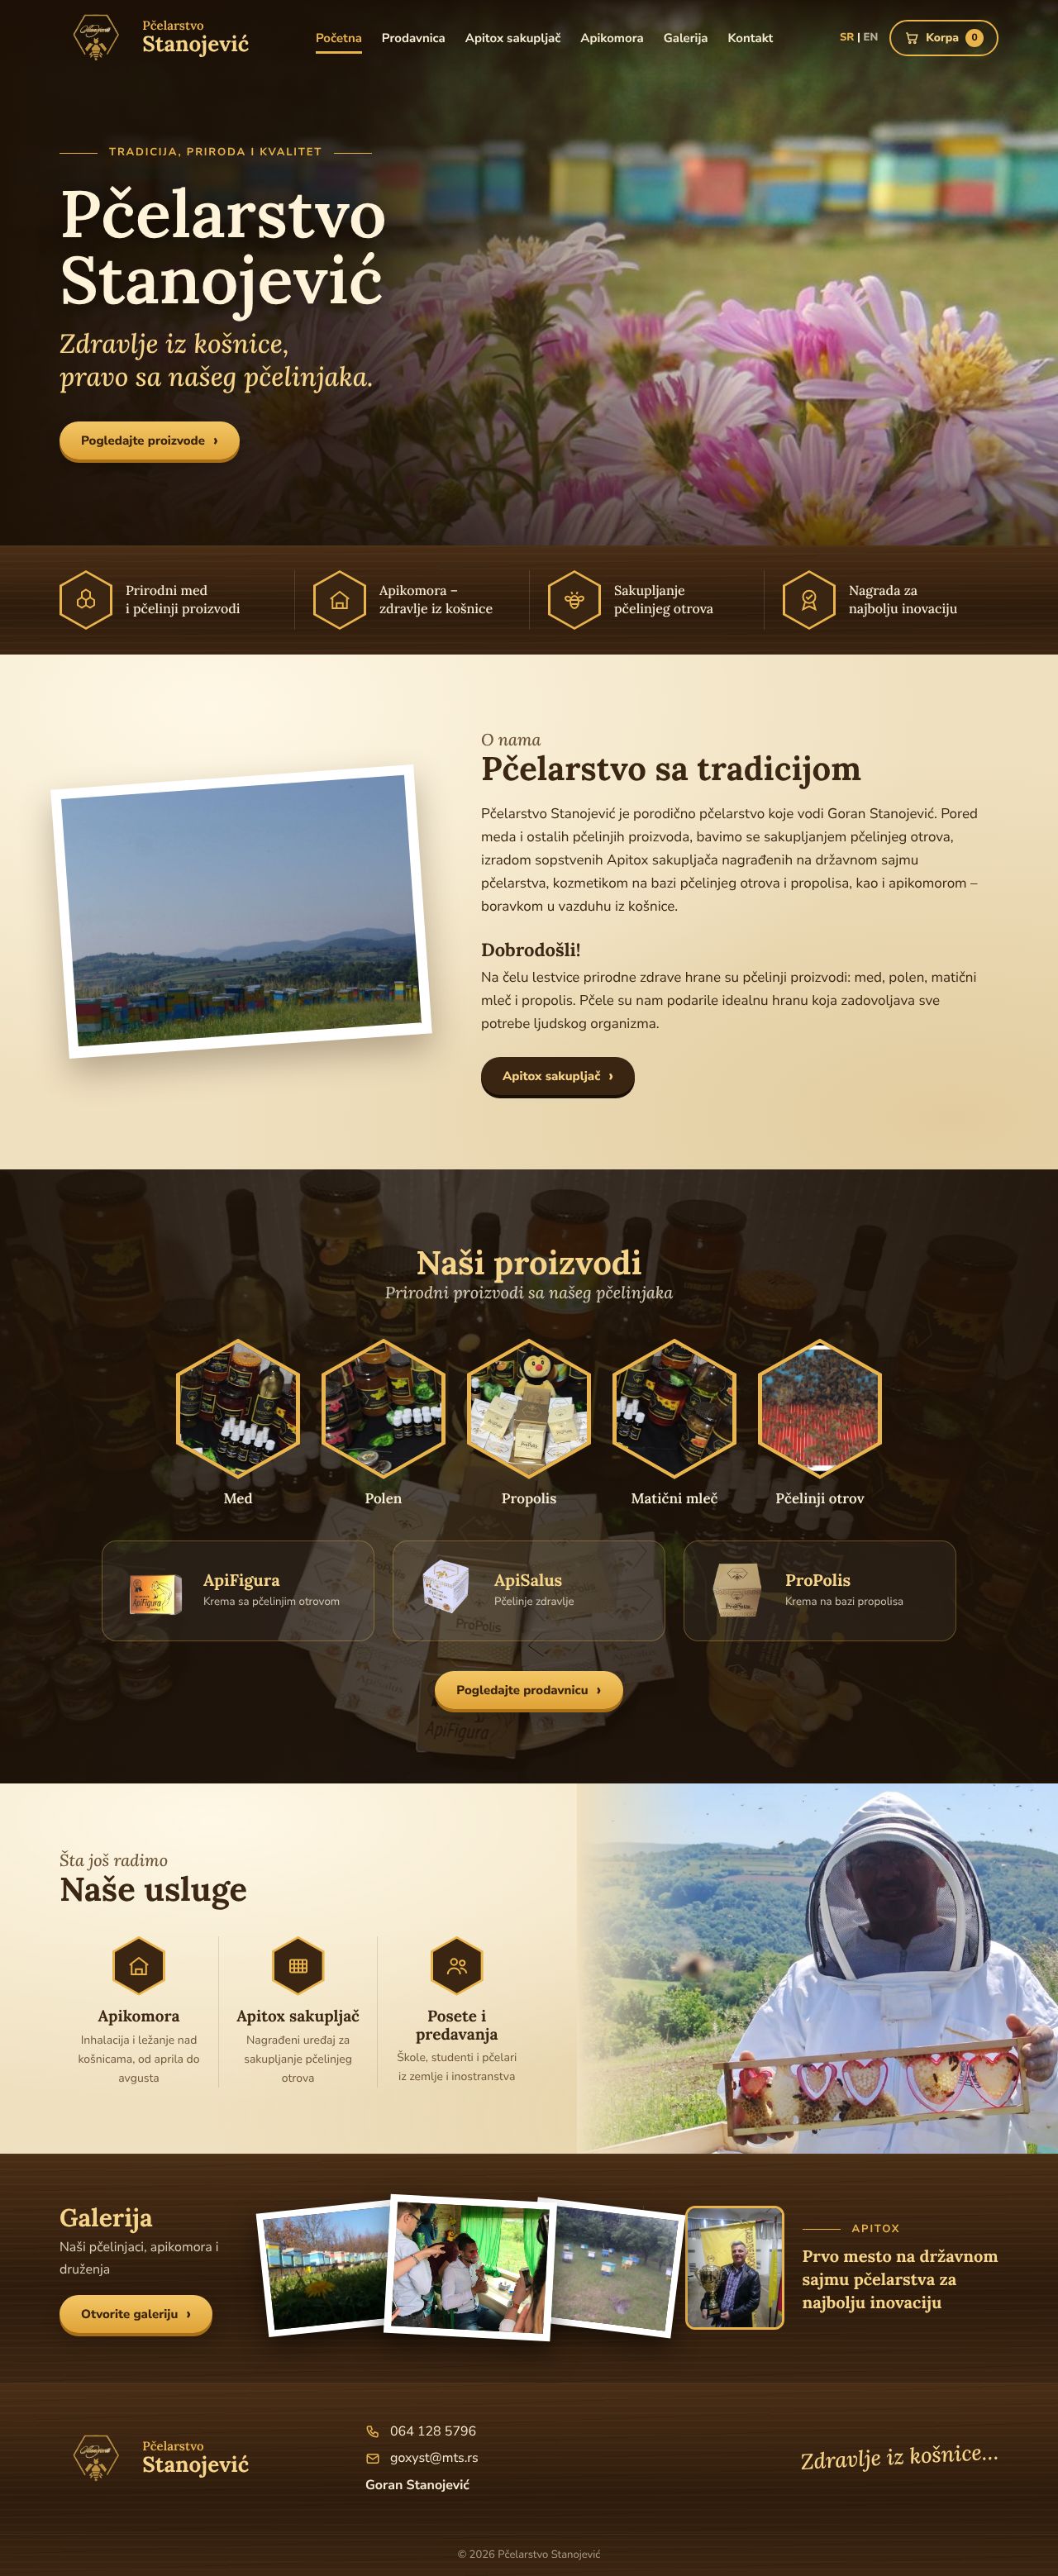 Pčelarstvo
Stanojević
Početna Prodavnica Apitox sakupljač Apikomora Galerija Kontakt
SR | EN
Korpa 0
TRADICIJA, PRIRODA I KVALITET
Pčelarstvo
Stanojević
Zdravlje iz košnice,
pravo sa našeg pčelinjaka.
Pogledajte proizvode ›
Prirodni med
i pčelinji proizvodi
Apikomora –
zdravlje iz košnice
Sakupljanje
pčelinjeg otrova
Nagrada za
najbolju inovaciju
O nama
Pčelarstvo sa tradicijom
Pčelarstvo Stanojević je porodično pčelarstvo koje vodi Goran Stanojević. Pored
meda i ostalih pčelinjih proizvoda, bavimo se sakupljanjem pčelinjeg otrova,
izradom sopstvenih Apitox sakupljača nagrađenih na državnom sajmu
pčelarstva, kozmetikom na bazi pčelinjeg otrova i propolisa, kao i apikomorom –
boravkom u vazduhu iz košnice.
Dobrodošli!
Na čelu lestvice prirodne zdrave hrane su pčelinji proizvodi: med, polen, matični
mleč i propolis. Pčele su nam podarile idealnu hranu koja zadovoljava sve
potrebe ljudskog organizma.
Apitox sakupljač ›
Naši proizvodi
Prirodni proizvodi sa našeg pčelinjaka
Med
Polen
Propolis
Matični mleč
Pčelinji otrov
ApiFigura
ApiFigura
Krema sa pčelinjim otrovom
ApiSalus
Pčelinje zdravlje
ProPolis
ProPolis
Krema na bazi propolisa
ProPolis
Pogledajte prodavnicu ›
ApiFigura
Šta još radimo
Naše usluge
Apikomora
Inhalacija i ležanje nad
košnicama, od aprila do
avgusta
Apitox sakupljač
Nagrađeni uređaj za
sakupljanje pčelinjeg
otrova
Posete i
predavanja
Škole, studenti i pčelari
iz zemlje i inostranstva
Galerija
Naši pčelinjaci, apikomora i
druženja
Otvorite galeriju ›
APITOX
Prvo mesto na državnom
sajmu pčelarstva za
najbolju inovaciju
Pčelarstvo
Stanojević
064 128 5796
goxyst@mts.rs
Goran Stanojević
Zdravlje iz košnice...
© 2026 Pčelarstvo Stanojević